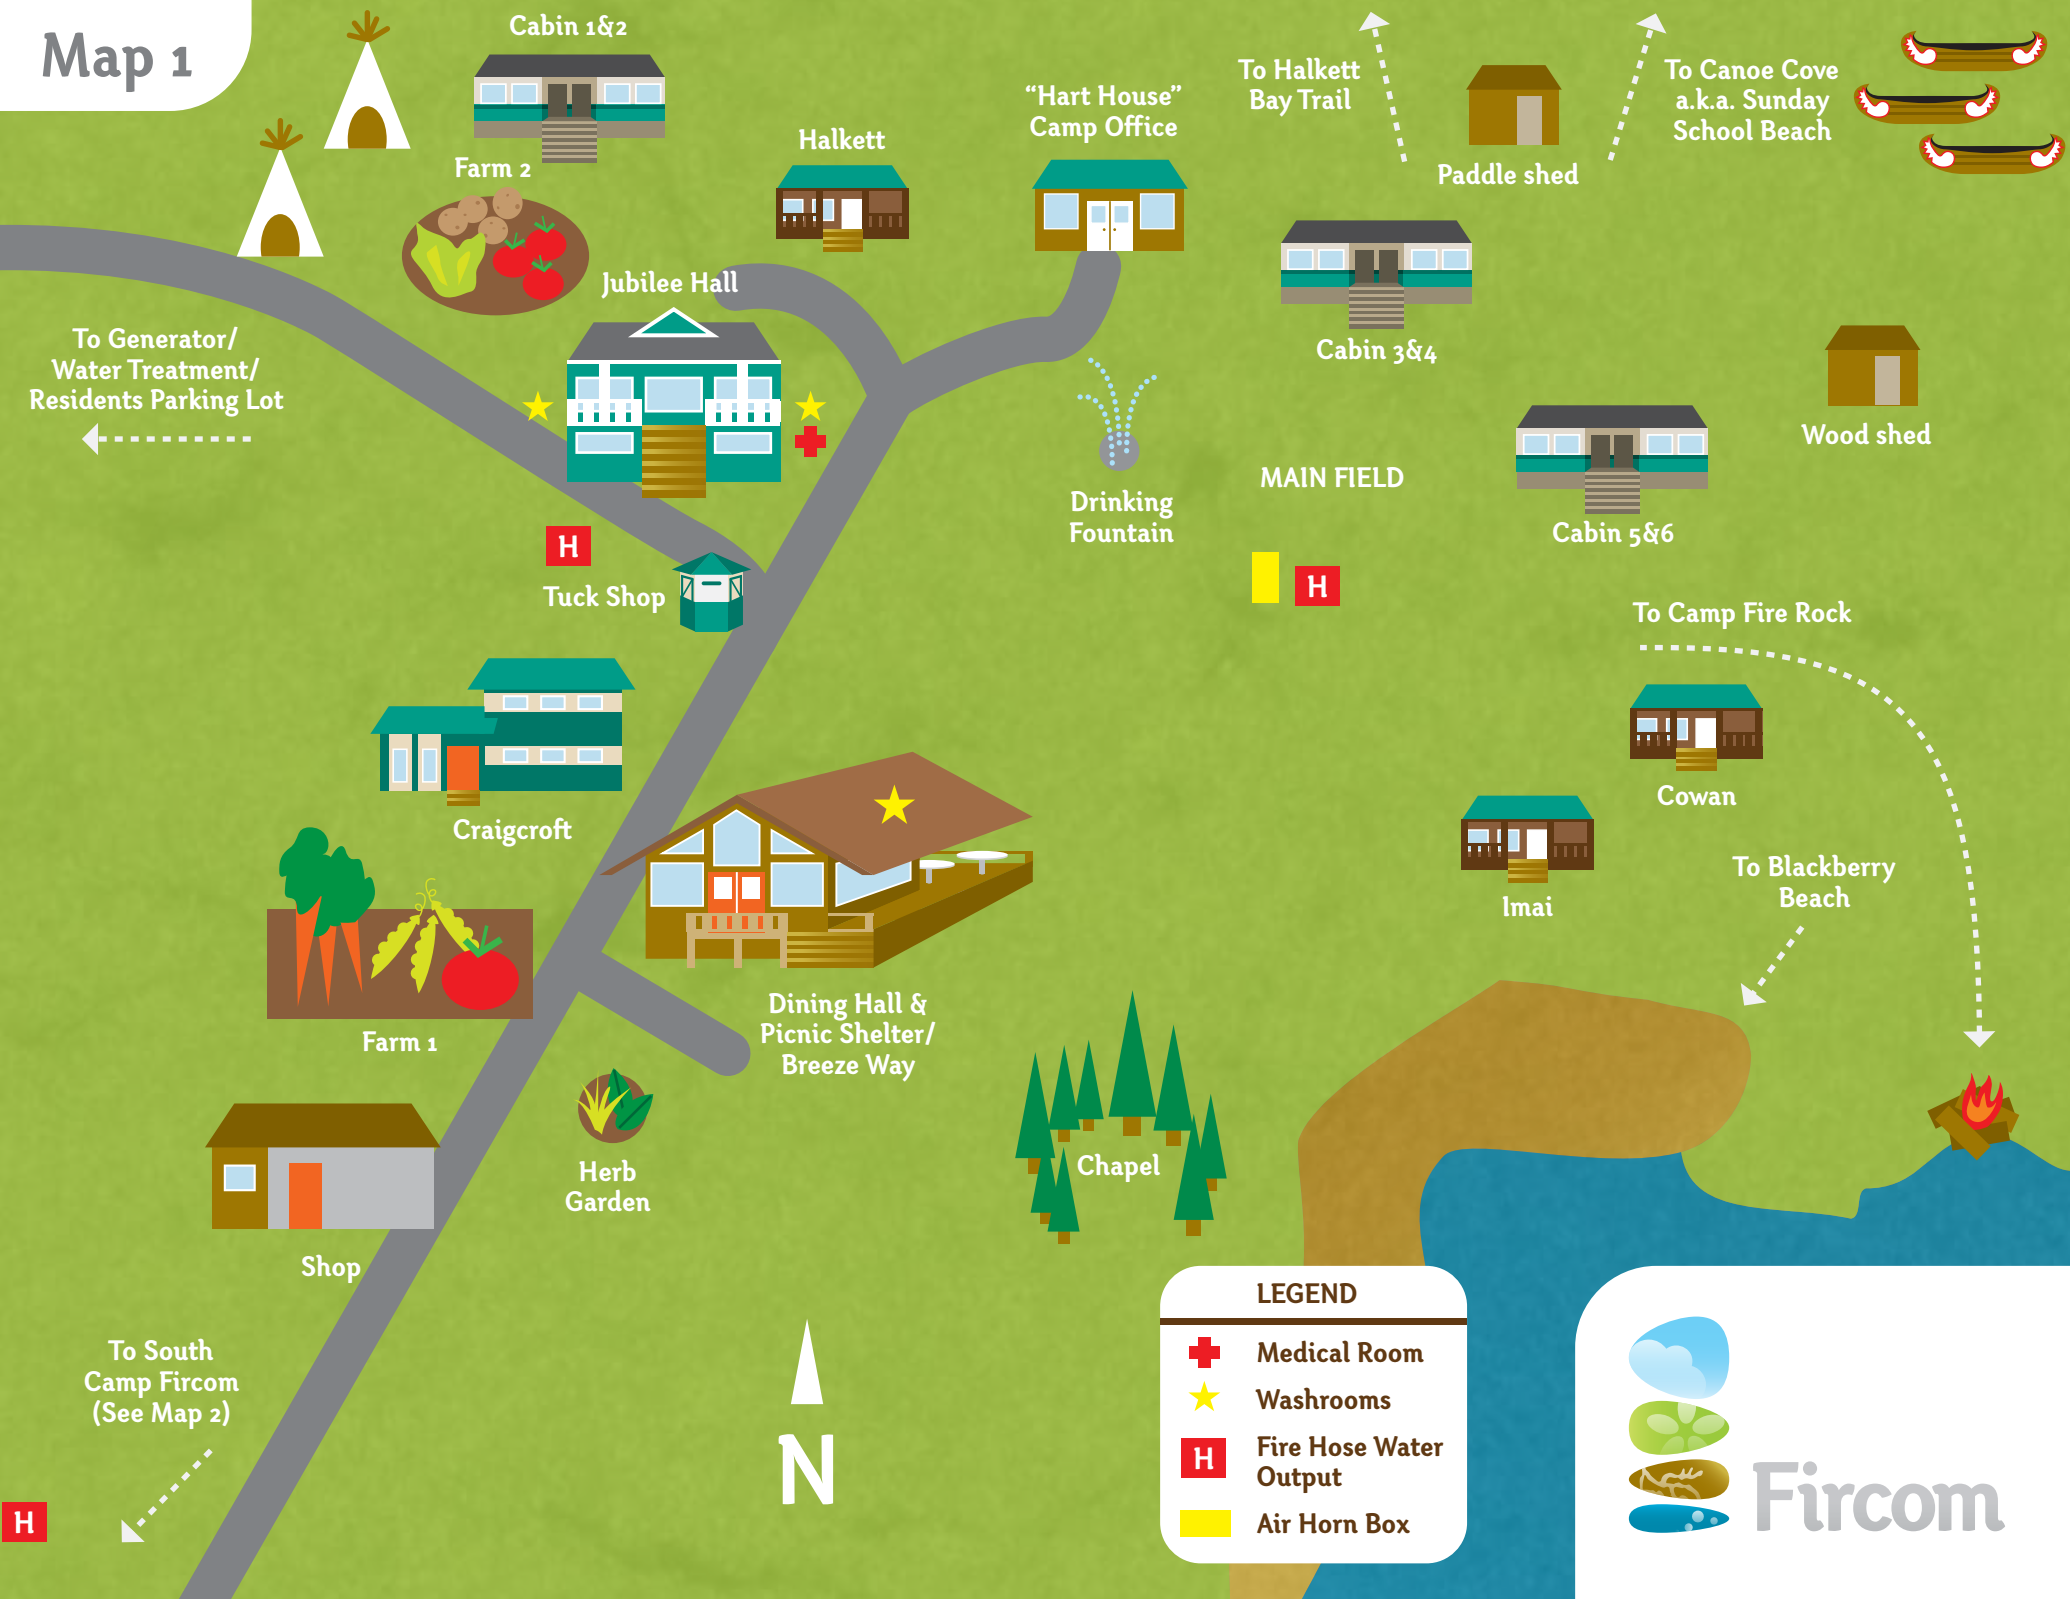 Map 1
Cabin 1&2
Farm 2
Halkett
"Hart House"
Camp Office
To Halkett
Bay Trail
Paddle shed
To Canoe Cove
a.k.a. Sunday
School Beach
Jubilee Hall
To Generator/
Water Treatment/
Residents Parking Lot
Cabin 3&4
Wood shed
Drinking
Fountain
MAIN FIELD
Cabin 5&6
H
Tuck Shop
H
To Camp Fire Rock
Cowan
Craigcroft
Imai
To Blackberry
Beach
Farm 1
Dining Hall &
Picnic Shelter/
Breeze Way
Herb
Garden
Chapel
Shop
To South
Camp Fircom
(See Map 2)
H
N
LEGEND
Medical Room
Washrooms
H Fire Hose Water
Output
Air Horn Box
Fircom